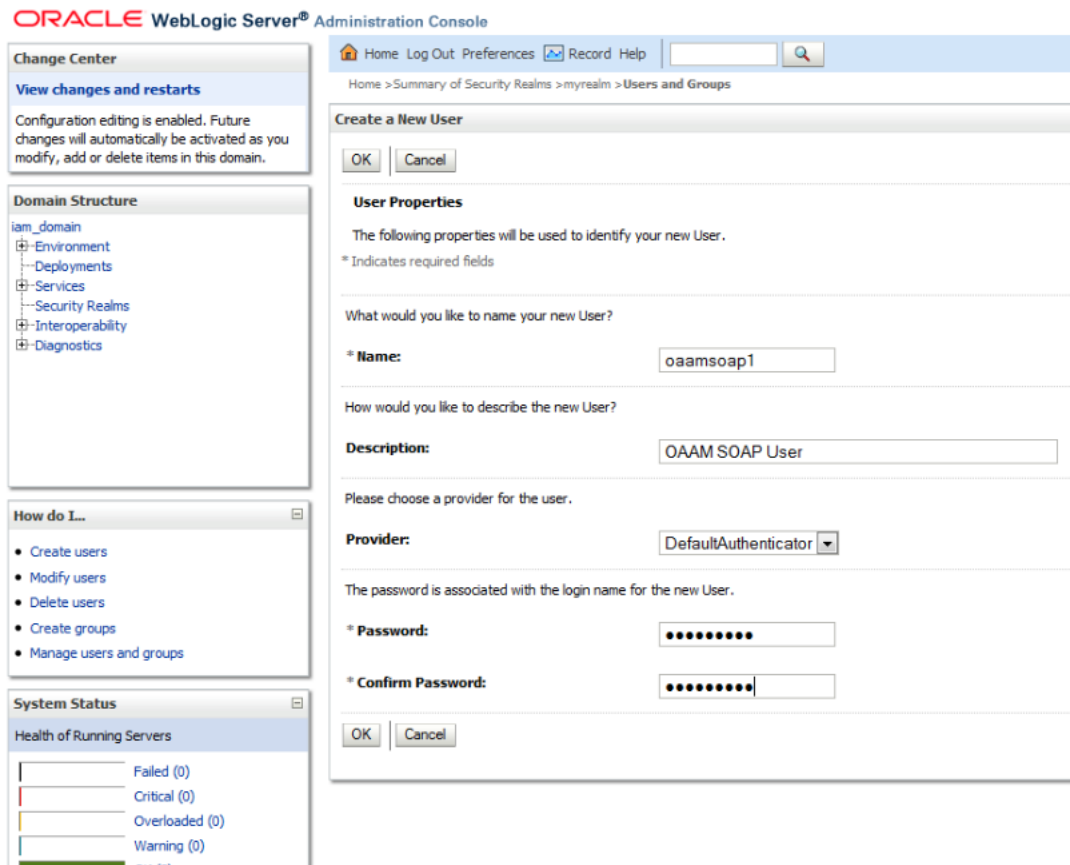 ORACLE WebLogic Server® Administration Console
Change Center
View changes and restarts
Configuration editing is enabled. Future
changes will automatically be activated as you
modify, add or delete items in this domain.
Domain Structure
iam_domain
Environment
Deployments
Services
Security Realms
Interoperability
Diagnostics
How do I...
Create users
Modify users
Delete users
Create groups
Manage users and groups
System Status
Health of Running Servers
Failed (0)
Critical (0)
Overloaded (0)
Warning (0)
Home Log Out Preferences Record Help
Home >Summary of Security Realms >myrealm >Users and Groups
Create a New User
OK Cancel
User Properties
The following properties will be used to identify your new User.
* Indicates required fields
What would you like to name your new User?
* Name: oaamsoap1
How would you like to describe the new User?
Description: OAAM SOAP User
Please choose a provider for the user.
Provider: DefaultAuthenticator
The password is associated with the login name for the new User.
* Password: ●●●●●●●●●
* Confirm Password: ●●●●●●●●●
OK Cancel